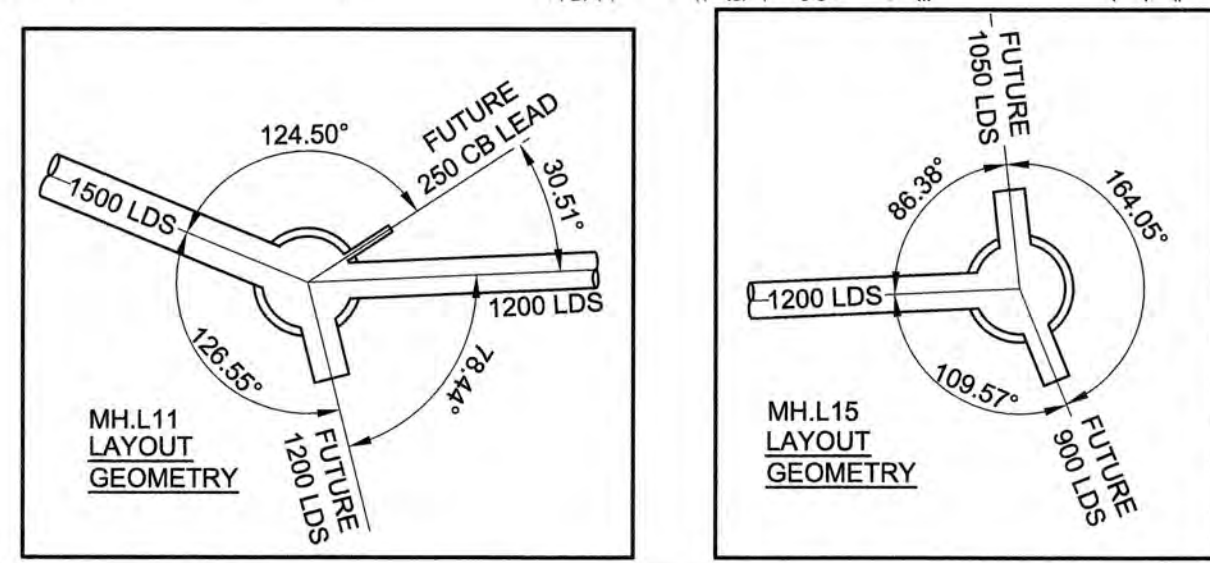 124.50°
FUTURE
250 CB LEAD
30.51°
1500 LDS
1200 LDS
126.55°
78.44°
MH.L11
LAYOUT
GEOMETRY
FUTURE
1200 LDS
FUTURE
1050 LDS
86.38°
164.05°
1200 LDS
109.57°
MH.L15
LAYOUT
GEOMETRY
FUTURE
900 LDS